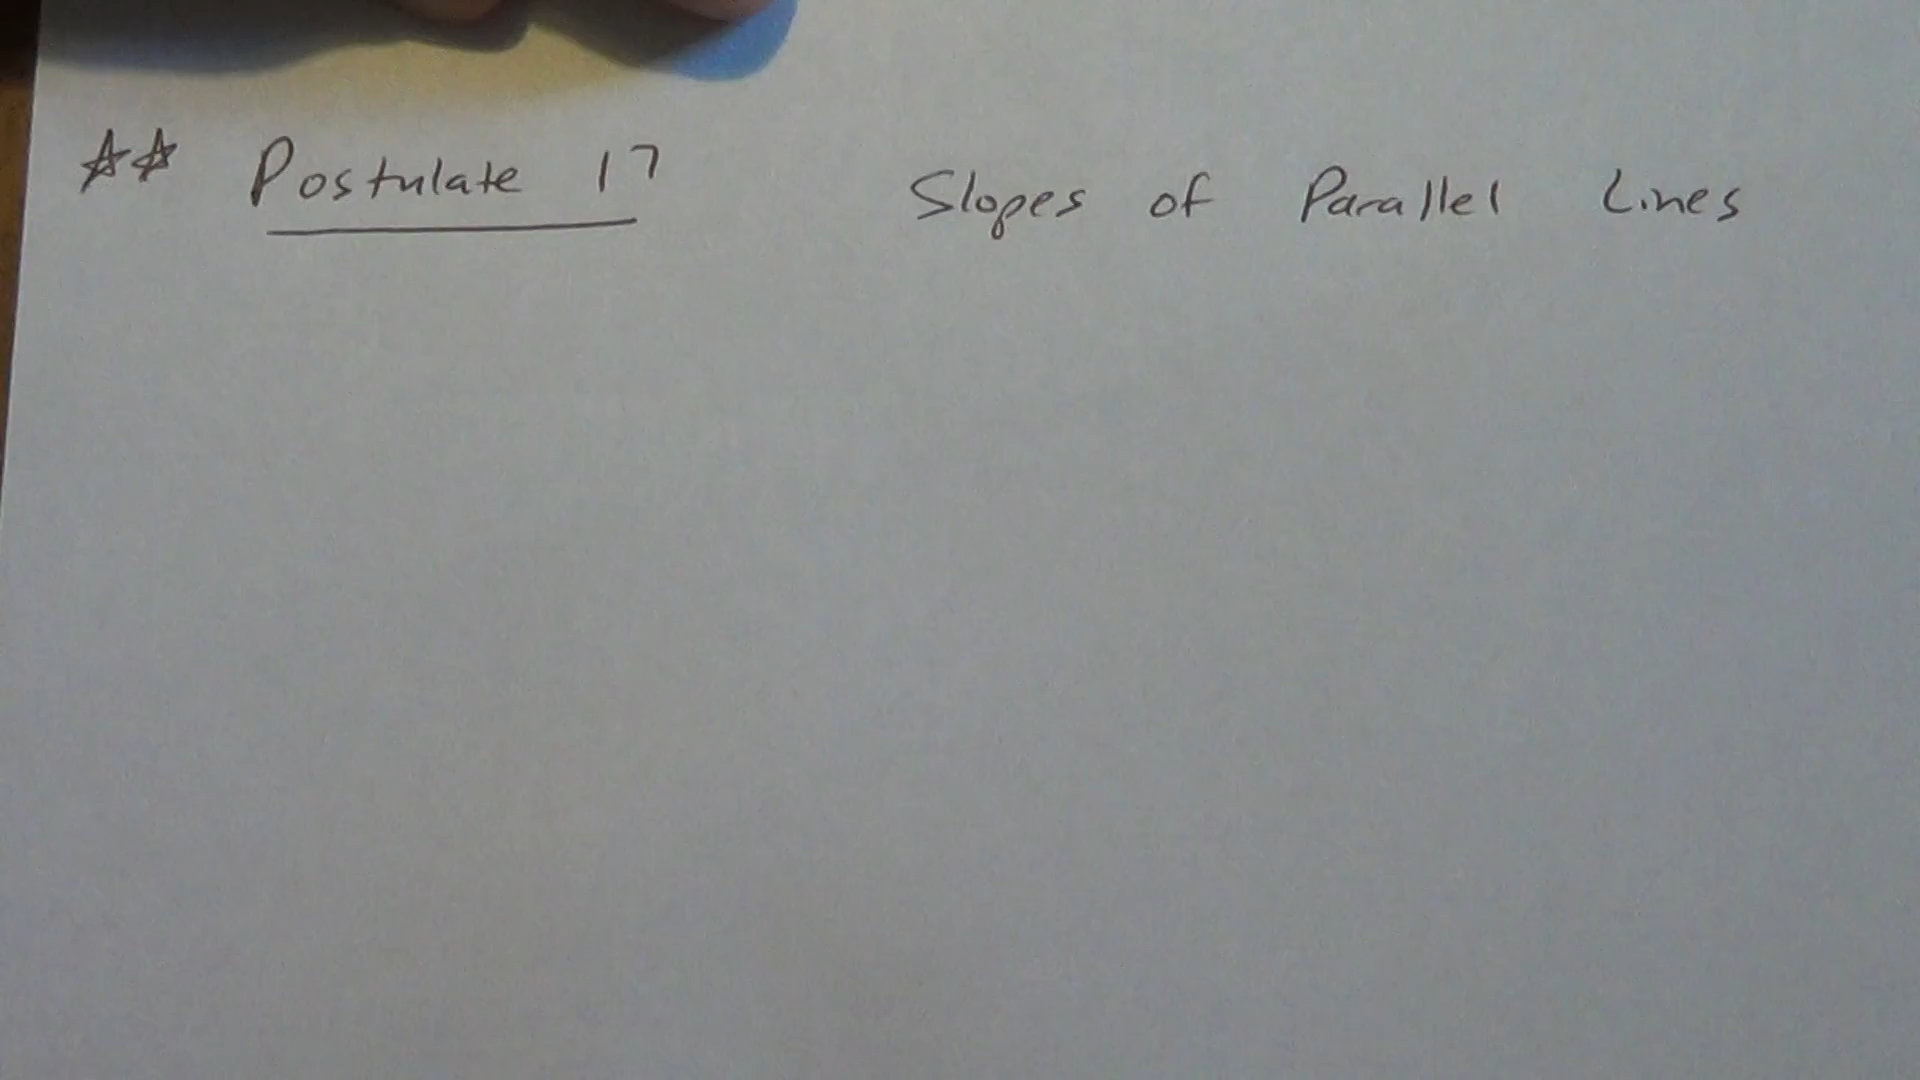 ☆☆ Postulate 17 Slopes of Parallel Lines